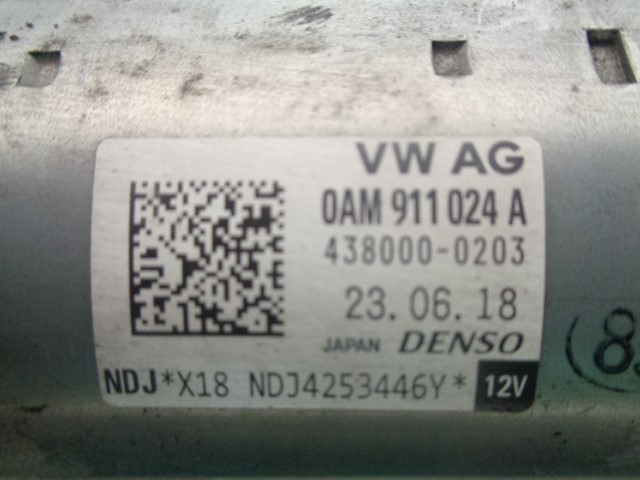 VW AG
0AM 911 024 A
438000-0203
23.06.18
JAPAN DENSO
NDJ*X18 NDJ4253446Y* 12V